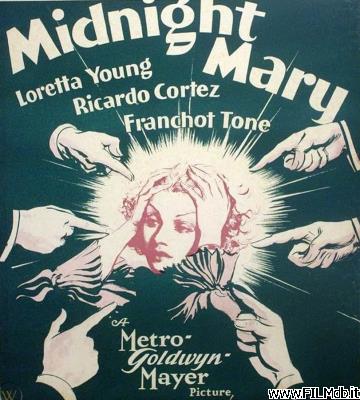 Midnight
Mary
Loretta Young
Ricardo Cortez
Franchot Tone
A
Metro-
Goldwyn-
Mayer
Picture
www.FILMdb.it